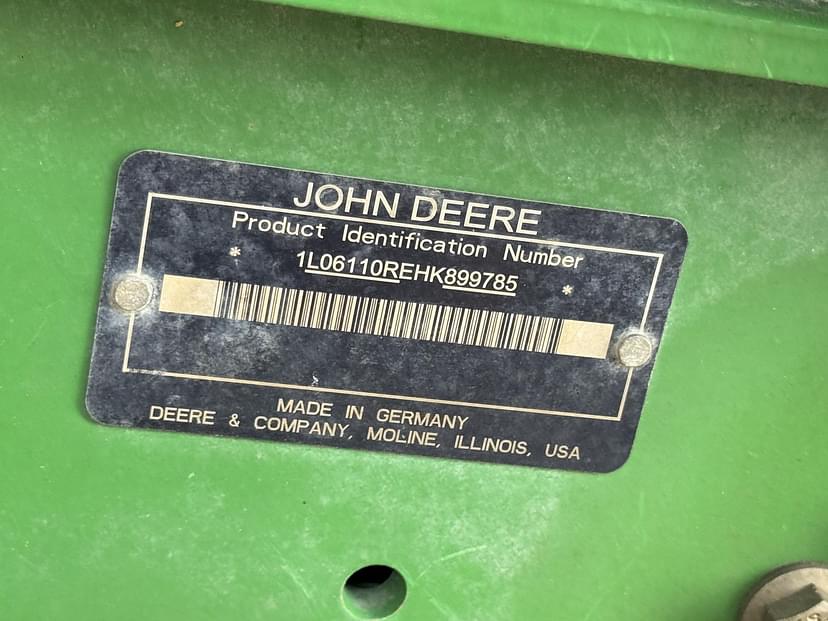 JOHN DEERE
Product Identification Number
* 1L06110REHK899785 *
MADE IN GERMANY
DEERE & COMPANY, MOLINE, ILLINOIS, USA